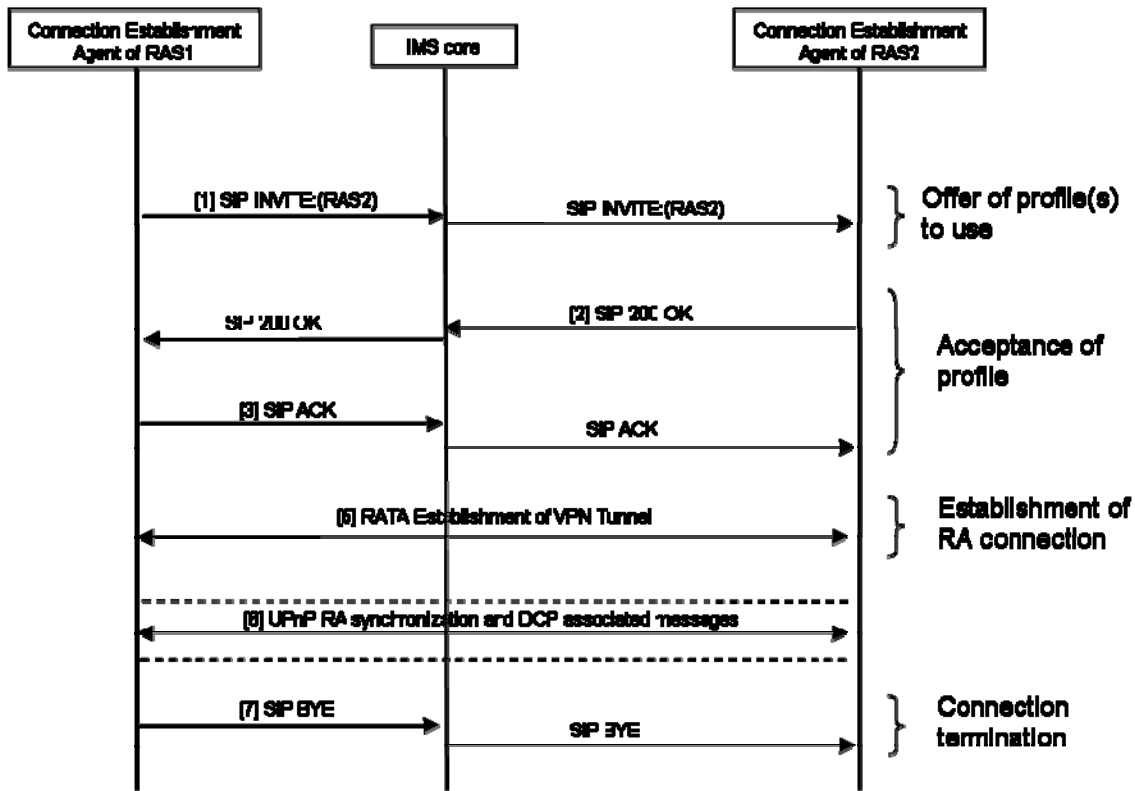 Connection Establishment
Agent of RAS1
IMS core
Connection Establishment
Agent of RAS2
[1] SIP INVITE:(RAS2)
SIP INVITE:(RAS2)
Offer of profile(s)
to use
[2] SIP 200 OK
SIP 200 OK
Acceptance of
profile
[3] SIP ACK
SIP ACK
[5] RATA Establishment of VPN Tunnel
Establishment of
RA connection
[6] UPnP RA synchronization and DCP associated messages
[7] SIP BYE
SIP BYE
Connection
termination